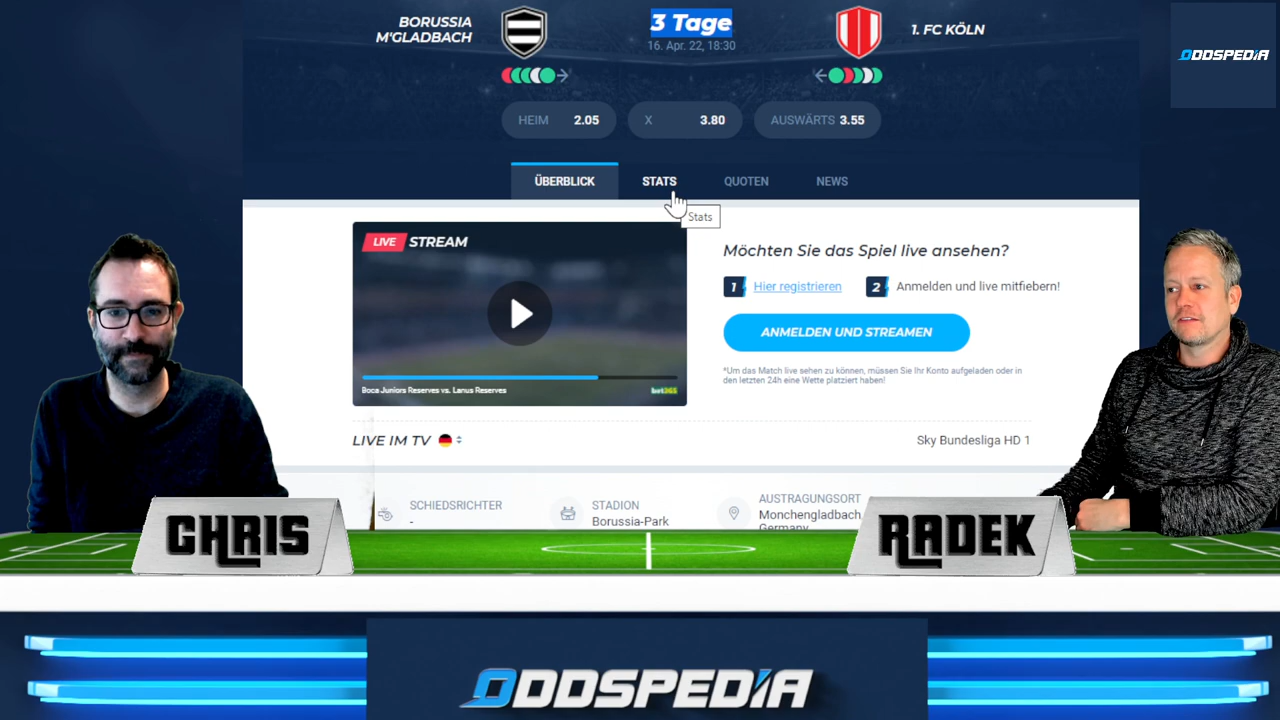 BORUSSIA
M'GLADBACH
3 Tage
16. Apr. 22, 18:30
1. FC KÖLN
ODDSPEDIA
HEIM 2.05
X 3.80
AUSWÄRTS 3.55
ÜBERBLICK
STATS
QUOTEN
NEWS
Stats
LIVE STREAM
Boca Juniors Reserves vs. Lanus Reserves
bet365
Möchten Sie das Spiel live ansehen?
1 Hier registrieren
2 Anmelden und live mitfiebern!
ANMELDEN UND STREAMEN
*Um das Match live sehen zu können, müssen Sie Ihr Konto aufgeladen oder in
den letzten 24h eine Wette platziert haben!
LIVE IM TV
Sky Bundesliga HD 1
SCHIEDSRICHTER
-
STADION
Borussia-Park
AUSTRAGUNGSORT
Monchengladbach
Germany
CHRIS
RADEK
ODDSPEDIA